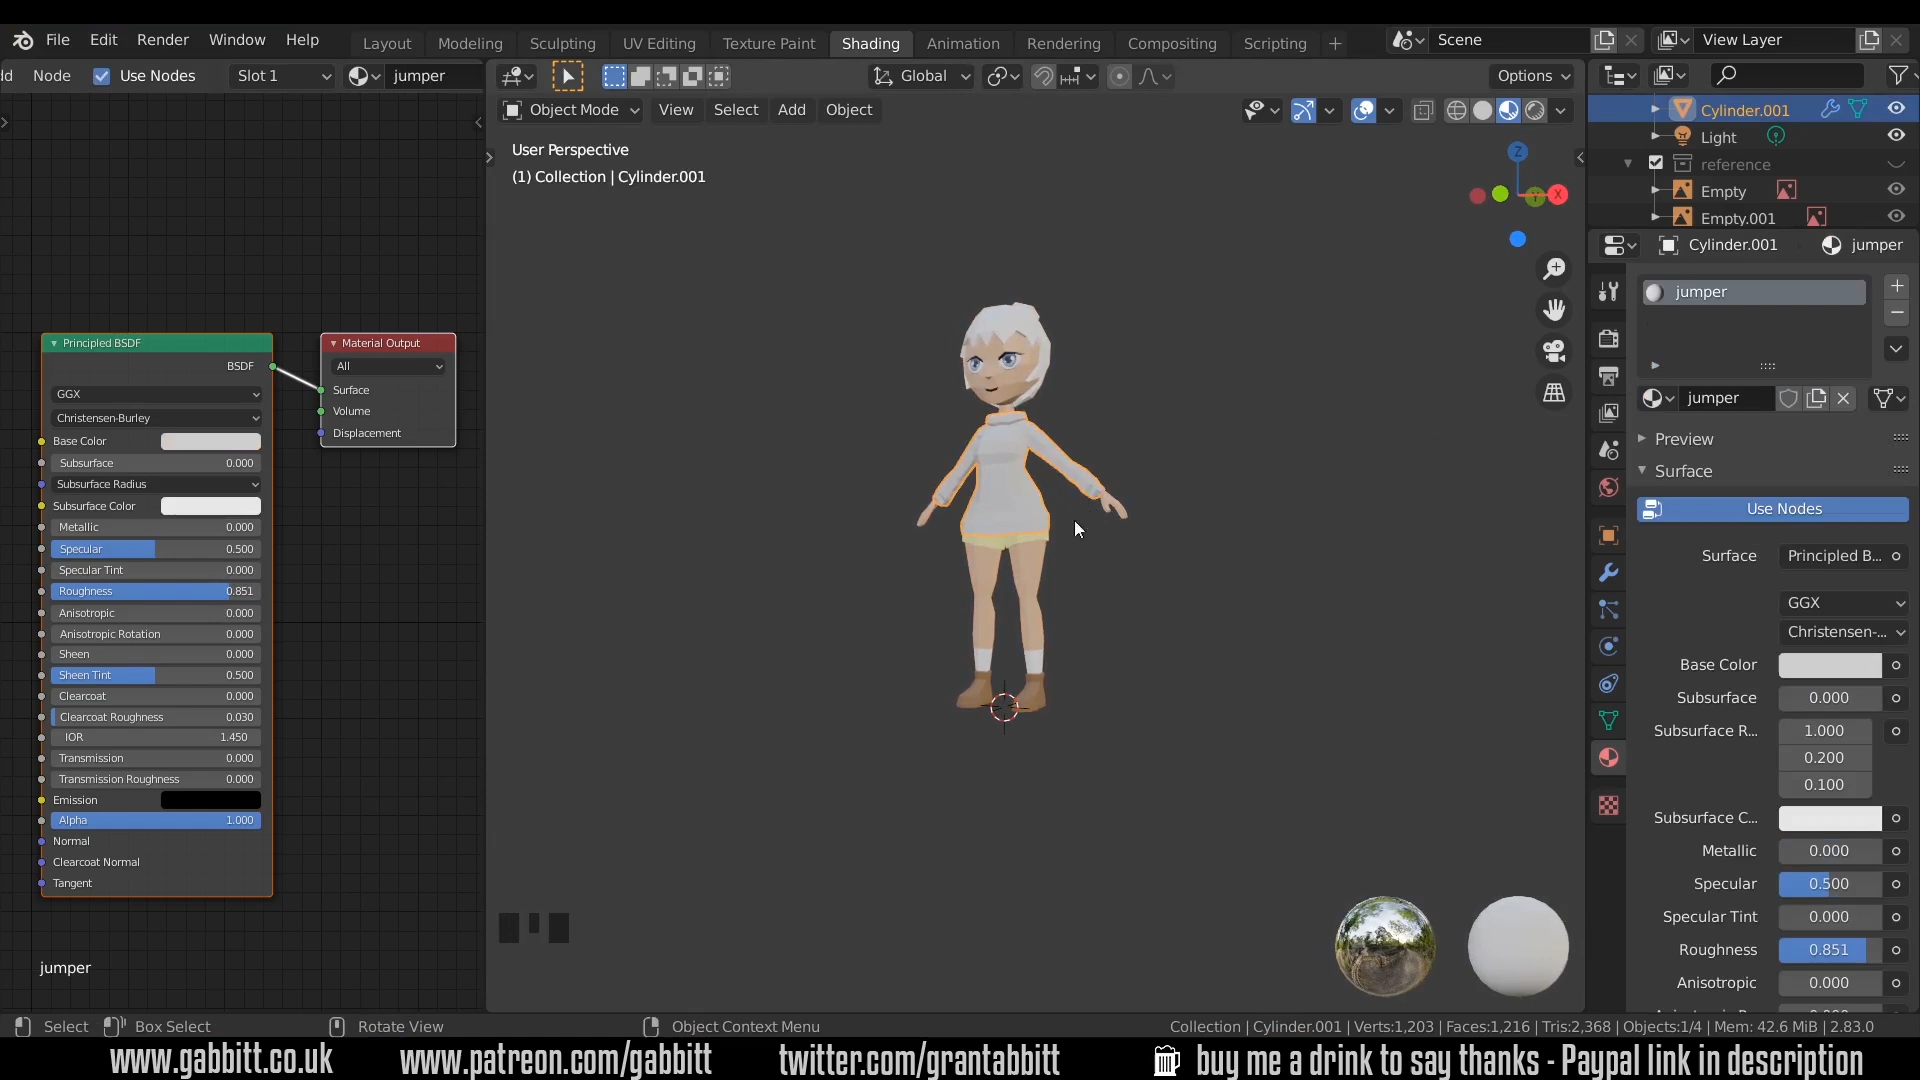 File Edit Render Window Help Layout Modeling Sculpting UV Editing Texture Paint Shading Animation Rendering Compositing Scripting + Scene View Layer
dd Node Use Nodes Slot 1 jumper Global Options
Object Mode View Select Add Object
User Perspective
(1) Collection | Cylinder.001
Z
X
Y
Principled BSDF
BSDF
GGX
Christensen-Burley
Base Color
Subsurface 0.000
Subsurface Radius
Subsurface Color
Metallic 0.000
Specular 0.500
Specular Tint 0.000
Roughness 0.851
Anisotropic 0.000
Anisotropic Rotation 0.000
Sheen 0.000
Sheen Tint 0.500
Clearcoat 0.000
Clearcoat Roughness 0.030
IOR 1.450
Transmission 0.000
Transmission Roughness 0.000
Emission
Alpha 1.000
Normal
Clearcoat Normal
Tangent
Material Output
All
Surface
Volume
Displacement
jumper
Cylinder.001
Light
reference
Empty
Empty.001
Cylinder.001 jumper
jumper
jumper
Preview
Surface
Use Nodes
Surface Principled B...
GGX
Christensen-...
Base Color
Subsurface 0.000
Subsurface R... 1.000
0.200
0.100
Subsurface C...
Metallic 0.000
Specular 0.500
Specular Tint 0.000
Roughness 0.851
Anisotropic 0.000
Select Box Select Rotate View Object Context Menu Collection | Cylinder.001 | Verts:1,203 | Faces:1,216 | Tris:2,368 | Objects:1/4 | Mem: 42.6 MiB | 2.83.0
www.gabbitt.co.uk www.patreon.com/gabbitt twitter.com/grantabbitt buy me a drink to say thanks - Paypal link in description